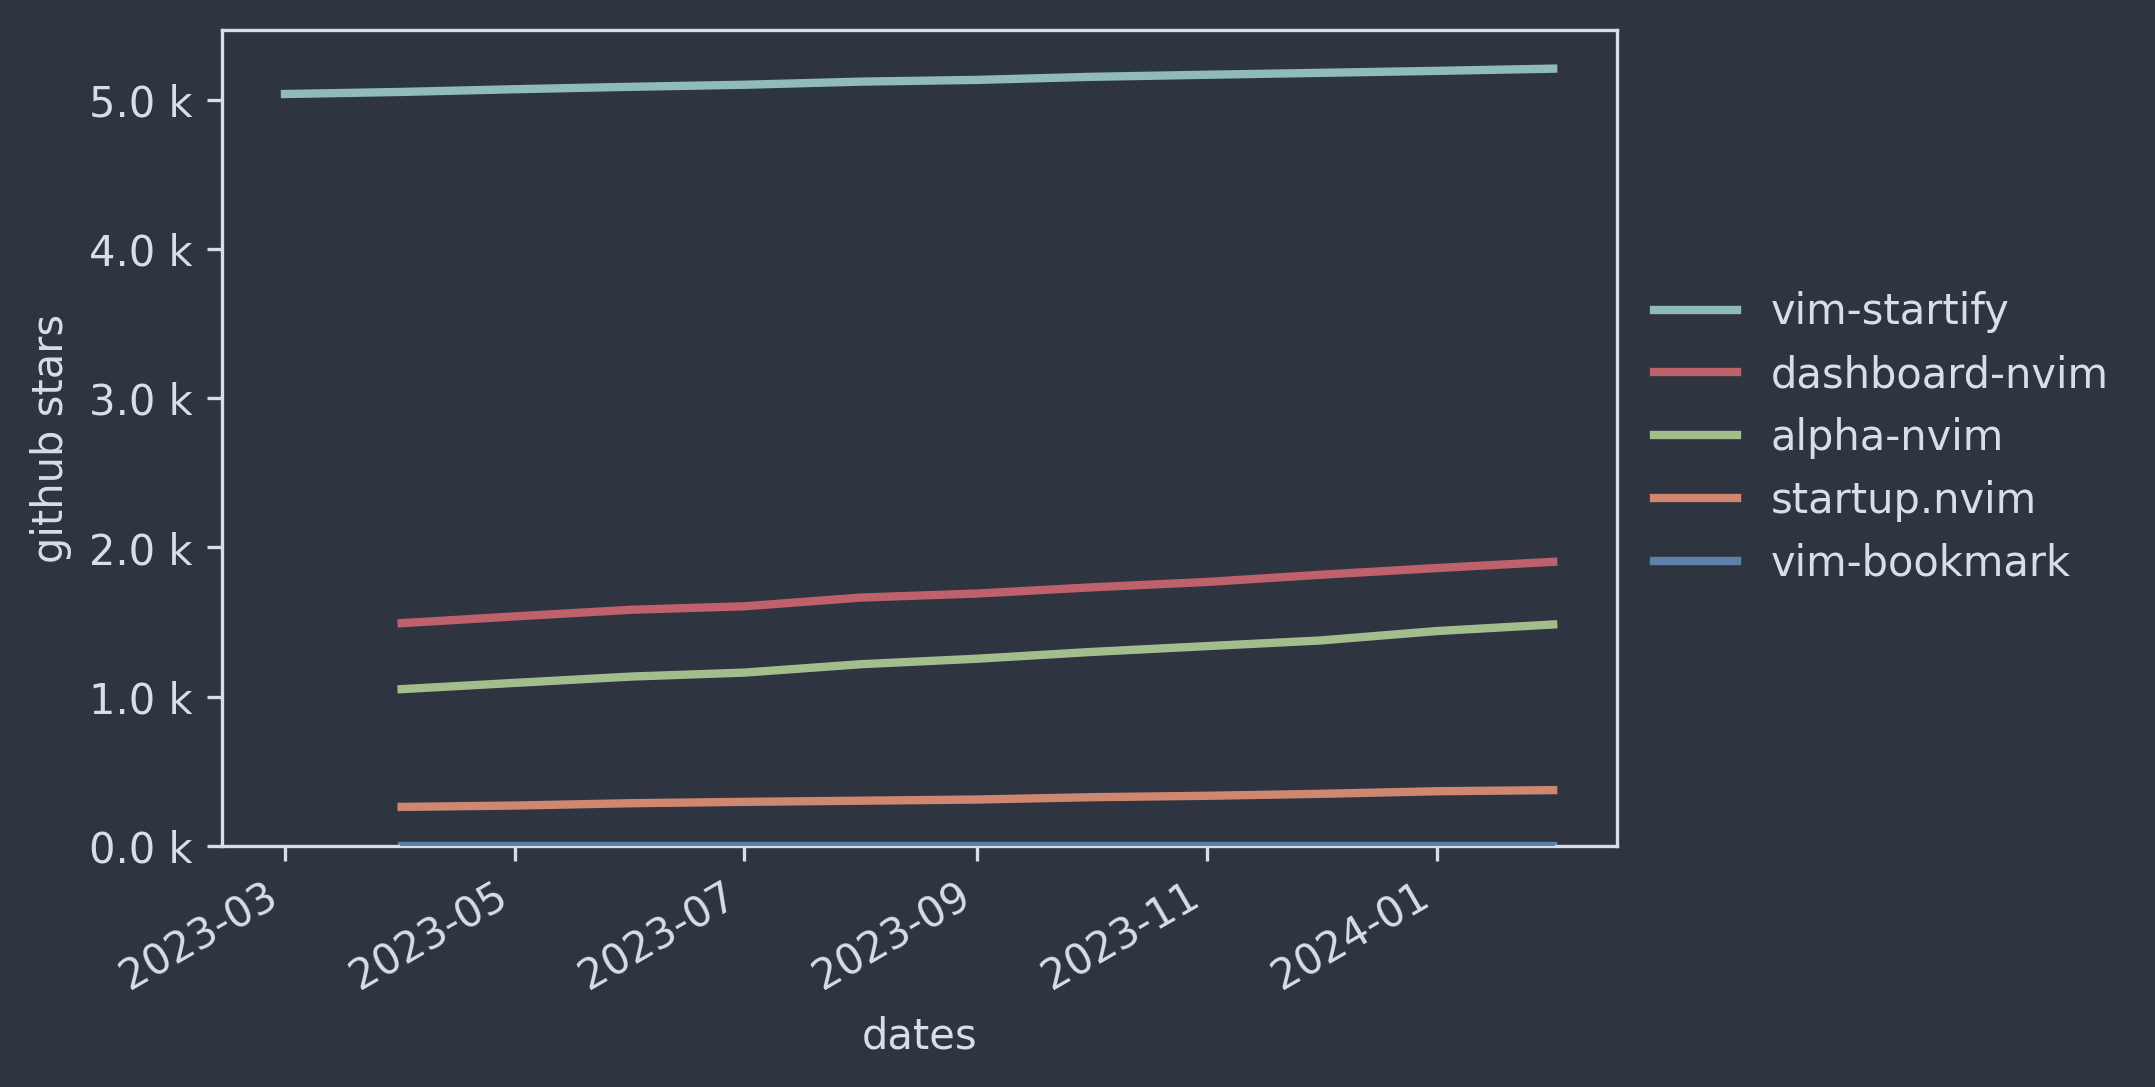 5.0 k
4.0 k
3.0 k
2.0 k
1.0 k
0.0 k
github stars
2023-03
2023-05
2023-07
2023-09
2023-11
2024-01
dates
vim-startify
dashboard-nvim
alpha-nvim
startup.nvim
vim-bookmark